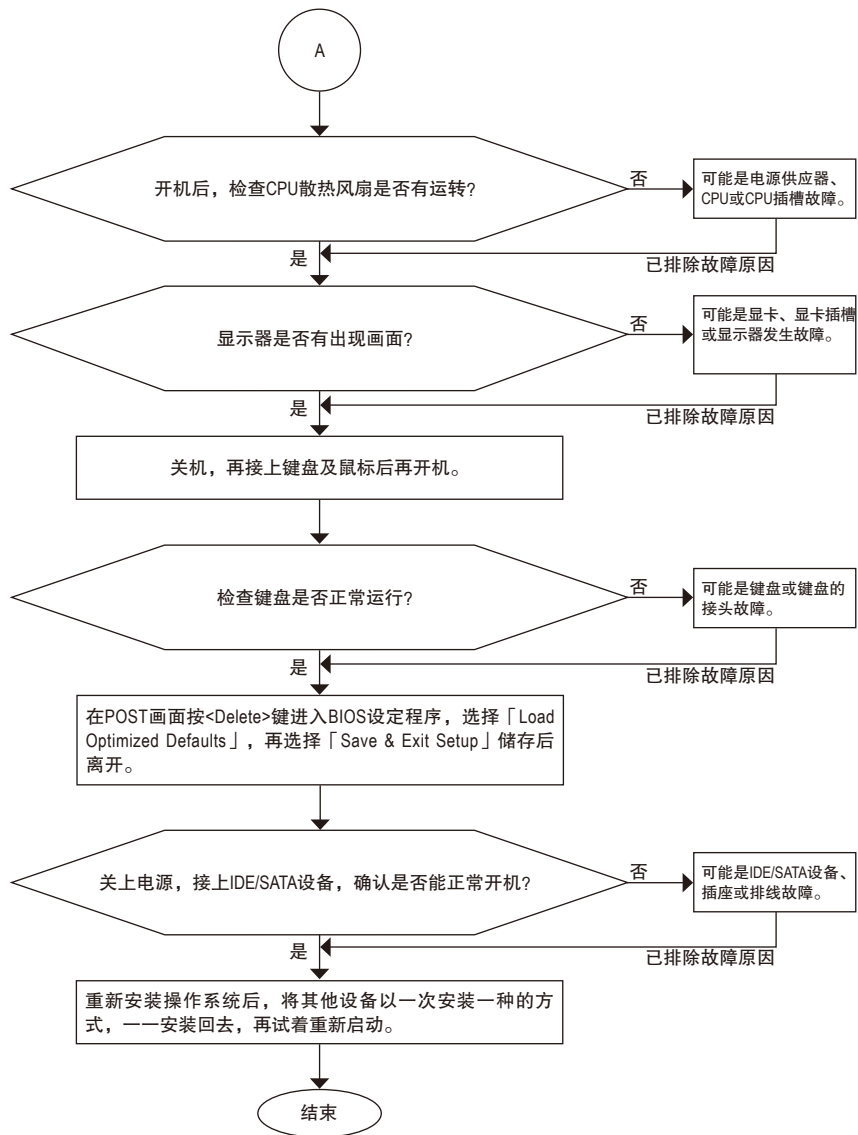 A
开机后，检查CPU散热风扇是否有运转?
否
可能是电源供应器、
CPU或CPU插槽故障。
是
已排除故障原因
显示器是否有出现画面?
否
可能是显卡、显卡插槽
或显示器发生故障。
是
已排除故障原因
关机，再接上键盘及鼠标后再开机。
检查键盘是否正常运行?
否
可能是键盘或键盘的
接头故障。
是
已排除故障原因
在POST画面按<Delete>键进入BIOS设定程序，选择「Load
Optimized Defaults」，再选择「Save & Exit Setup」储存后
离开。
关上电源，接上IDE/SATA设备，确认是否能正常开机?
否
可能是IDE/SATA设备、
插座或排线故障。
是
已排除故障原因
重新安装操作系统后，将其他设备以一次安装一种的方
式，一一安装回去，再试着重新启动。
结束